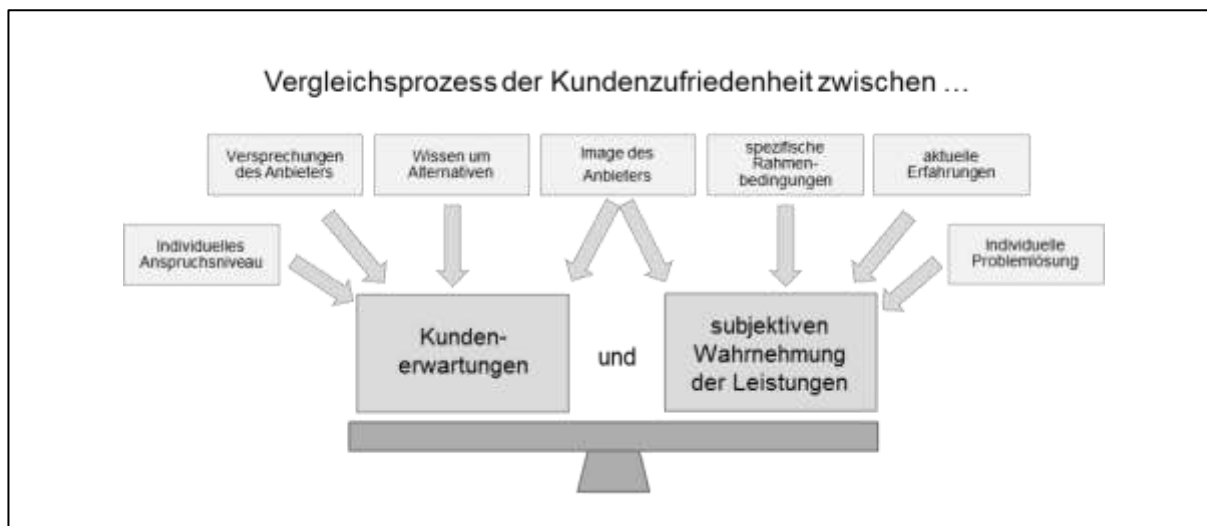 Vergleichsprozess der Kundenzufriedenheit zwischen …
Versprechungen
des Anbieters
Wissen um
Alternativen
Image des
Anbieters
spezifische
Rahmen-
bedingungen
aktuelle
Erfahrungen
Individuelles
Anspruchsniveau
Individuelle
Problemlösung
Kunden-
erwartungen
und
subjektiven
Wahrnehmung
der Leistungen